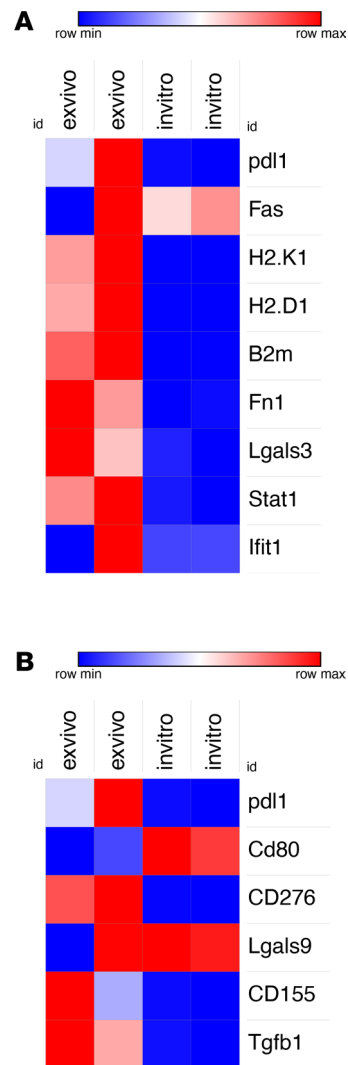 A
row min row max
id exvivo exvivo invitro invitro id
pdl1
Fas
H2.K1
H2.D1
B2m
Fn1
Lgals3
Stat1
Ifit1
B
row min row max
id exvivo exvivo invitro invitro id
pdl1
Cd80
CD276
Lgals9
CD155
Tgfb1